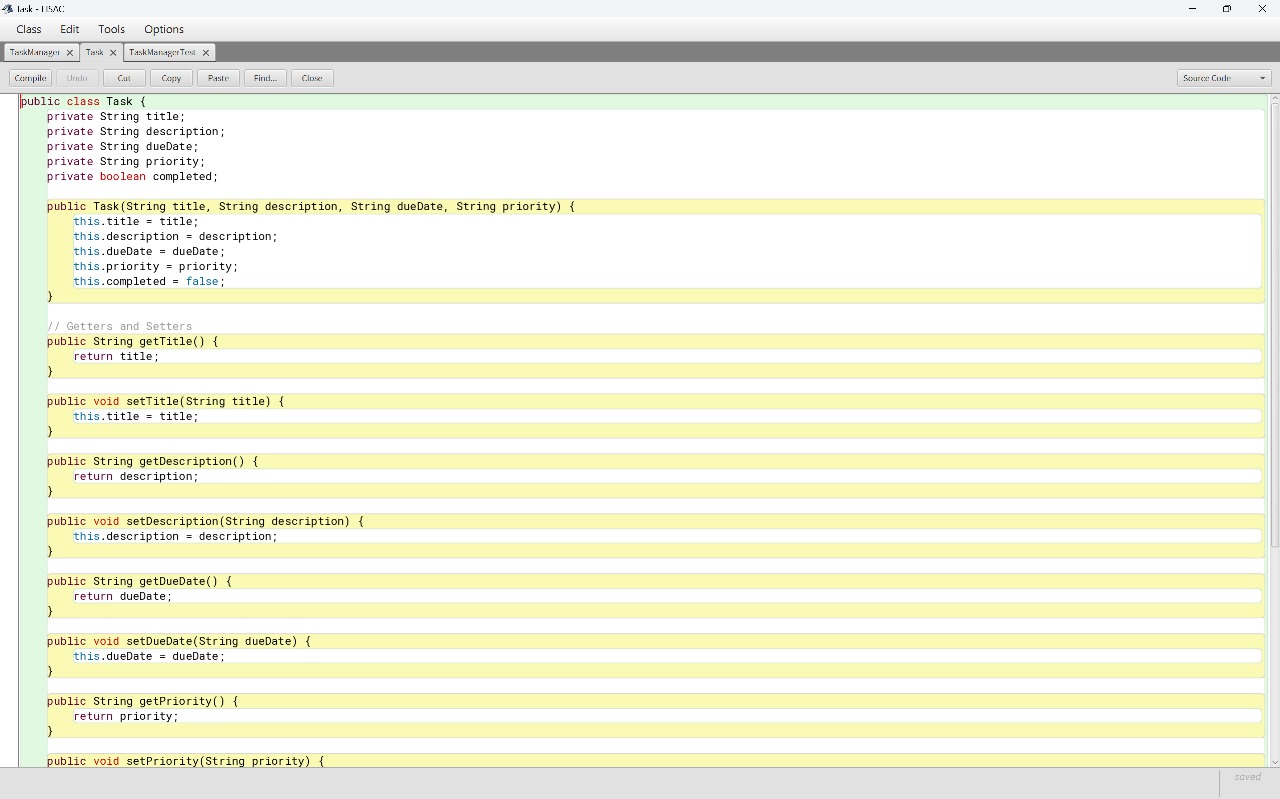 Task - HSAC
Class Edit Tools Options
TaskManager Task TaskManagerTest
Compile Undo Cut Copy Paste Find... Close Source Code
public class Task {
private String title;
private String description;
private String dueDate;
private String priority;
private boolean completed;
public Task(String title, String description, String dueDate, String priority) {
this.title = title;
this.description = description;
this.dueDate = dueDate;
this.priority = priority;
this.completed = false;
}
// Getters and Setters
public String getTitle() {
return title;
}
public void setTitle(String title) {
this.title = title;
}
public String getDescription() {
return description;
}
public void setDescription(String description) {
this.description = description;
}
public String getDueDate() {
return dueDate;
}
public void setDueDate(String dueDate) {
this.dueDate = dueDate;
}
public String getPriority() {
return priority;
}
public void setPriority(String priority) {
saved